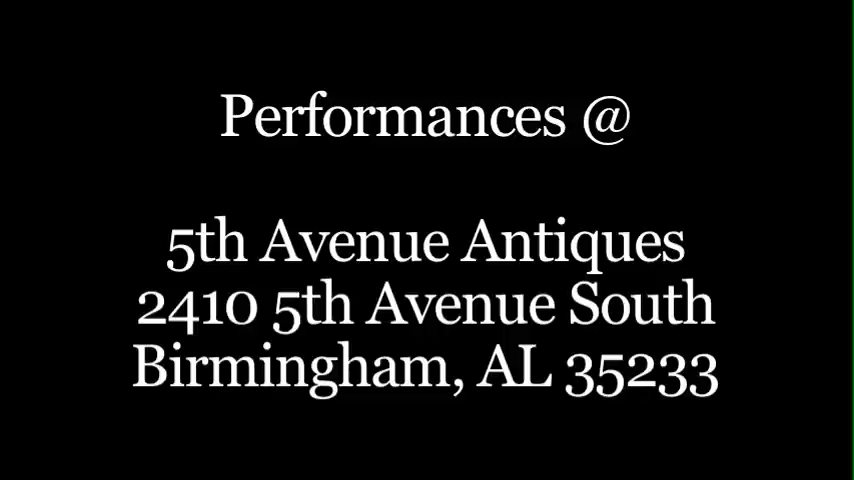 Performances @
5th Avenue Antiques
2410 5th Avenue South
Birmingham, AL 35233